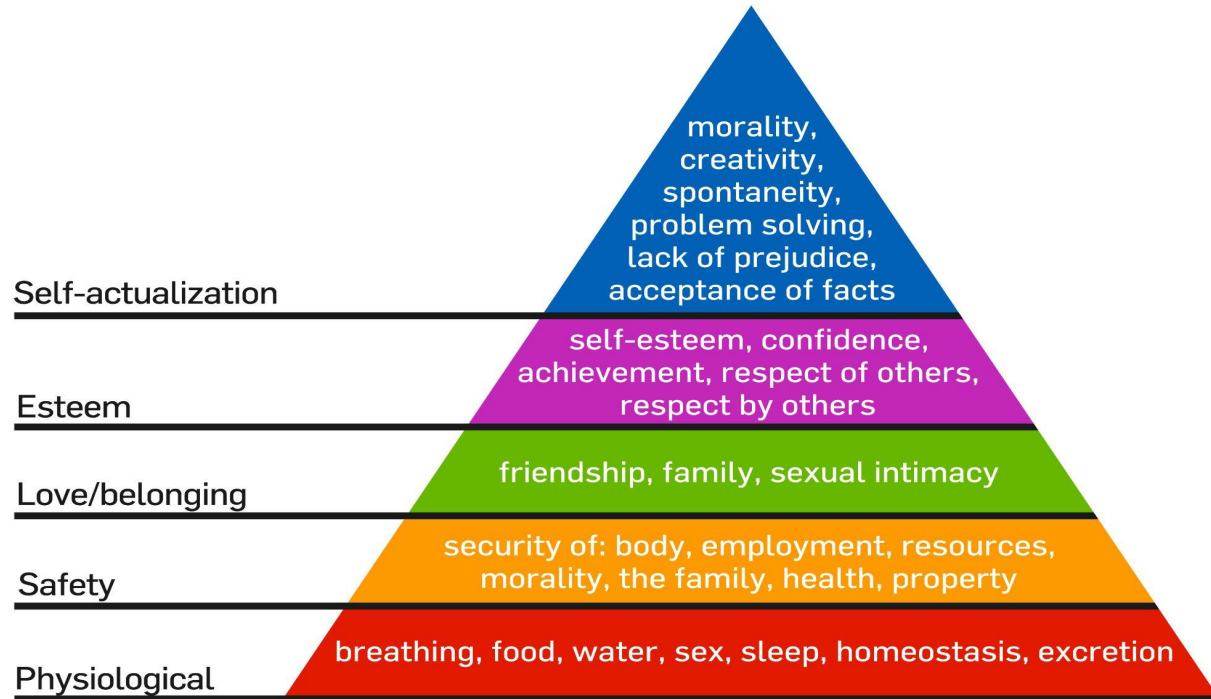 morality,
creativity,
spontaneity,
problem solving,
lack of prejudice,
acceptance of facts
Self-actualization
self-esteem, confidence,
achievement, respect of others,
respect by others
Esteem
friendship, family, sexual intimacy
Love/belonging
security of: body, employment, resources,
morality, the family, health, property
Safety
breathing, food, water, sex, sleep, homeostasis, excretion
Physiological